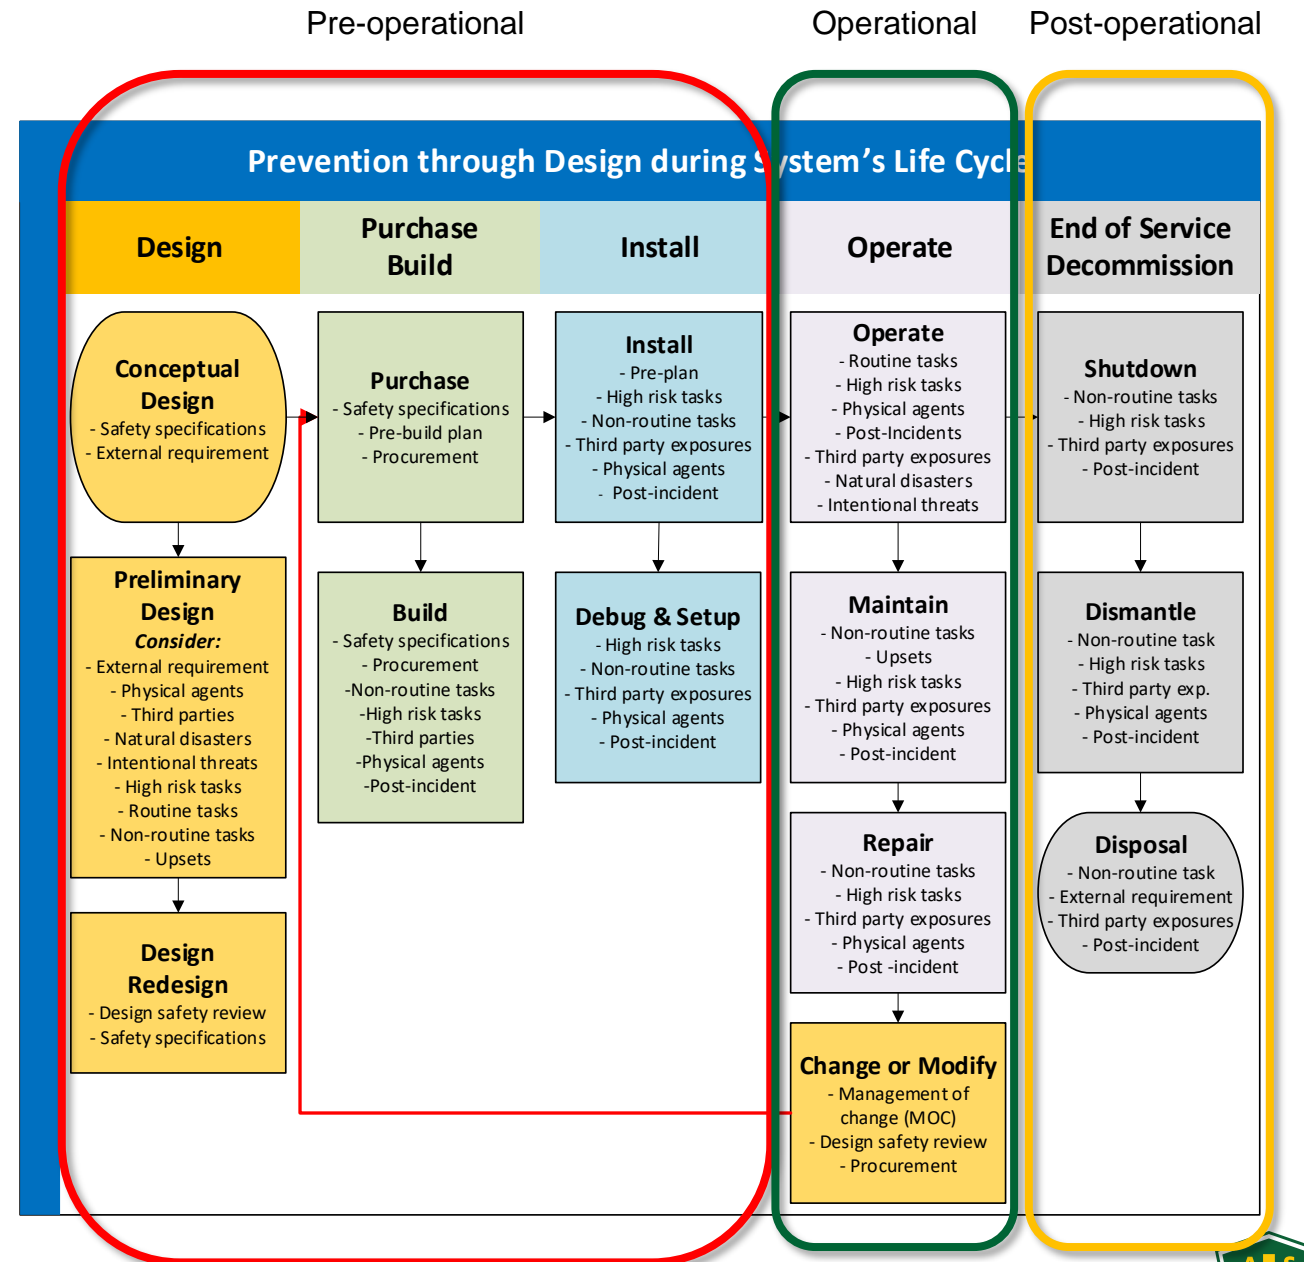 Pre-operational
Operational
Post-operational
Prevention through Design during System's Life Cycle
Design
Purchase
Build
Install
Operate
End of Service
Decommission
Conceptual
Design
- Safety specifications
- External requirement
Preliminary
Design
Consider:
- External requirement
- Physical agents
- Third parties
- Natural disasters
- Intentional threats
- High risk tasks
- Routine tasks
- Non-routine tasks
- Upsets
Design
Redesign
- Design safety review
- Safety specifications
Purchase
- Safety specifications
- Pre-build plan
- Procurement
Build
- Safety specifications
- Procurement
-Non-routine tasks
-High risk tasks
-Third parties
-Physical agents
-Post-incident
Install
- Pre-plan
- High risk tasks
- Non-routine tasks
- Third party exposures
- Physical agents
- Post-incident
Debug & Setup
- High risk tasks
- Non-routine tasks
- Third party exposures
- Physical agents
- Post-incident
Operate
- Routine tasks
- High risk tasks
- Physical agents
- Post-Incidents
- Third party exposures
- Natural disasters
- Intentional threats
Maintain
- Non-routine tasks
- Upsets
- High risk tasks
- Third party exposures
- Physical agents
- Post-incident
Repair
- Non-routine tasks
- High risk tasks
- Third party exposures
- Physical agents
- Post -incident
Change or Modify
- Management of
change (MOC)
- Design safety review
- Procurement
Shutdown
- Non-routine tasks
- High risk tasks
- Third party exposures
- Post-incident
Dismantle
- Non-routine task
- High risk tasks
- Third party exp.
- Physical agents
- Post-incident
Disposal
- Non-routine task
- External requirement
- Third party exposures
- Post-incident